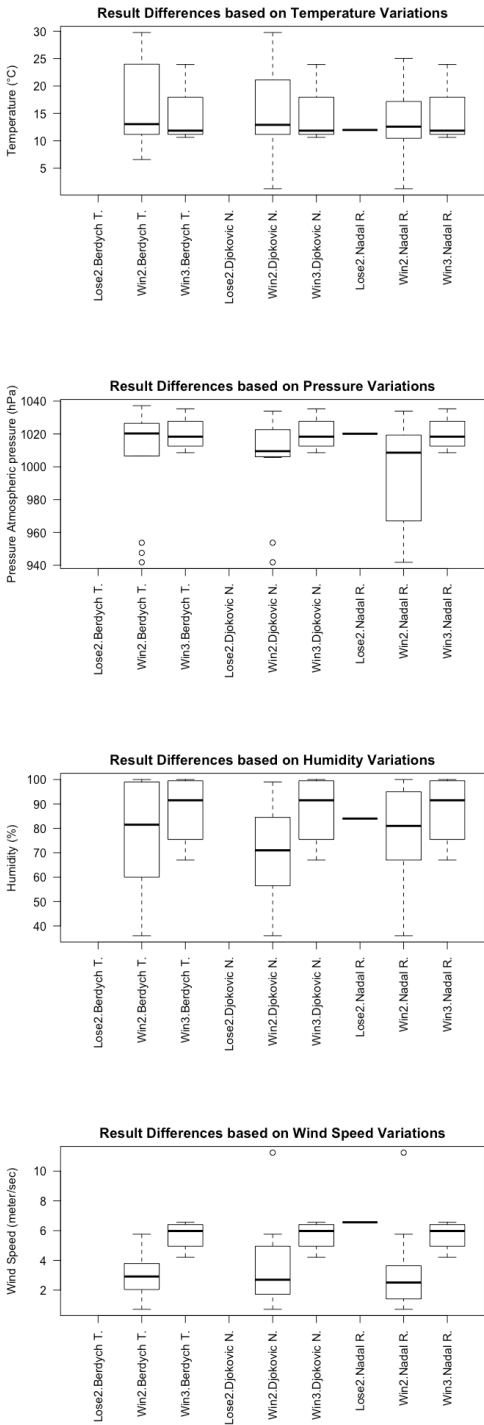 Result Differences based on Temperature Variations
Temperature (°C)
30
25
20
15
10
5
Lose2.Berdych T.
Win2.Berdych T.
Win3.Berdych T.
Lose2.Djokovic N.
Win2.Djokovic N.
Win3.Djokovic N.
Lose2.Nadal R.
Win2.Nadal R.
Win3.Nadal R.
Result Differences based on Pressure Variations
Pressure Atmospheric pressure (hPa)
1040
1020
1000
980
960
940
Lose2.Berdych T.
Win2.Berdych T.
Win3.Berdych T.
Lose2.Djokovic N.
Win2.Djokovic N.
Win3.Djokovic N.
Lose2.Nadal R.
Win2.Nadal R.
Win3.Nadal R.
Result Differences based on Humidity Variations
Humidity (%)
100
90
80
70
60
50
40
Lose2.Berdych T.
Win2.Berdych T.
Win3.Berdych T.
Lose2.Djokovic N.
Win2.Djokovic N.
Win3.Djokovic N.
Lose2.Nadal R.
Win2.Nadal R.
Win3.Nadal R.
Result Differences based on Wind Speed Variations
Wind Speed (meter/sec)
10
8
6
4
2
Lose2.Berdych T.
Win2.Berdych T.
Win3.Berdych T.
Lose2.Djokovic N.
Win2.Djokovic N.
Win3.Djokovic N.
Lose2.Nadal R.
Win2.Nadal R.
Win3.Nadal R.